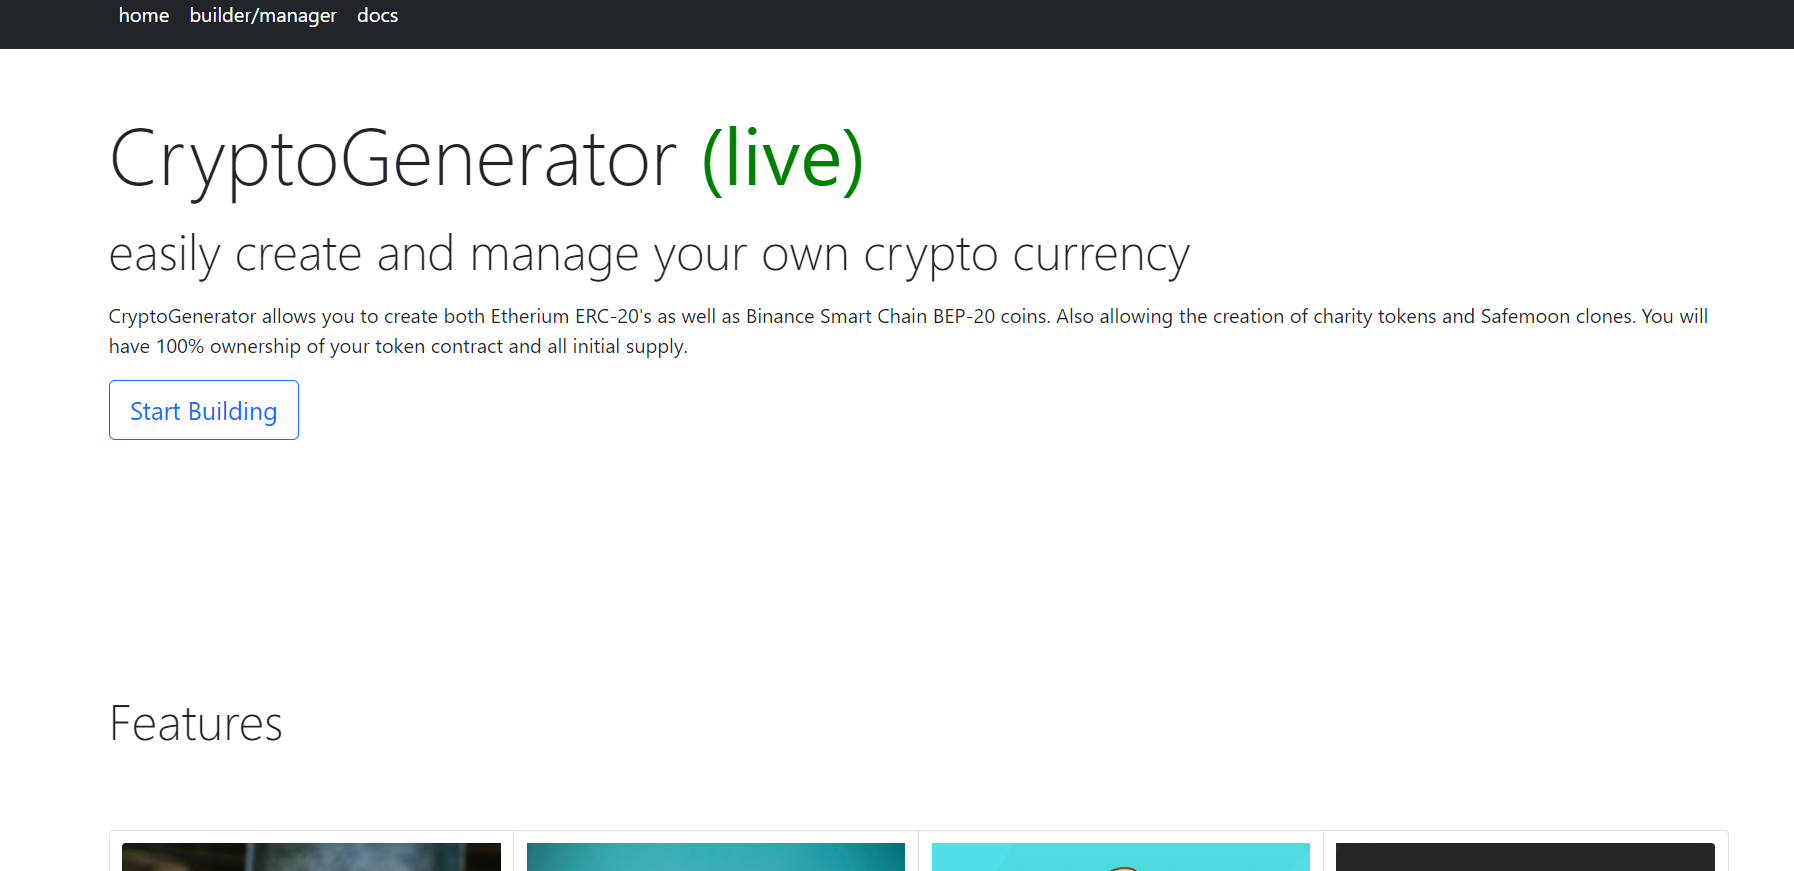 home builder/manager docs
CryptoGenerator (live)
easily create and manage your own crypto currency
CryptoGenerator allows you to create both Etherium ERC-20's as well as Binance Smart Chain BEP-20 coins. Also allowing the creation of charity tokens and Safemoon clones. You will
have 100% ownership of your token contract and all initial supply.
Start Building
Features